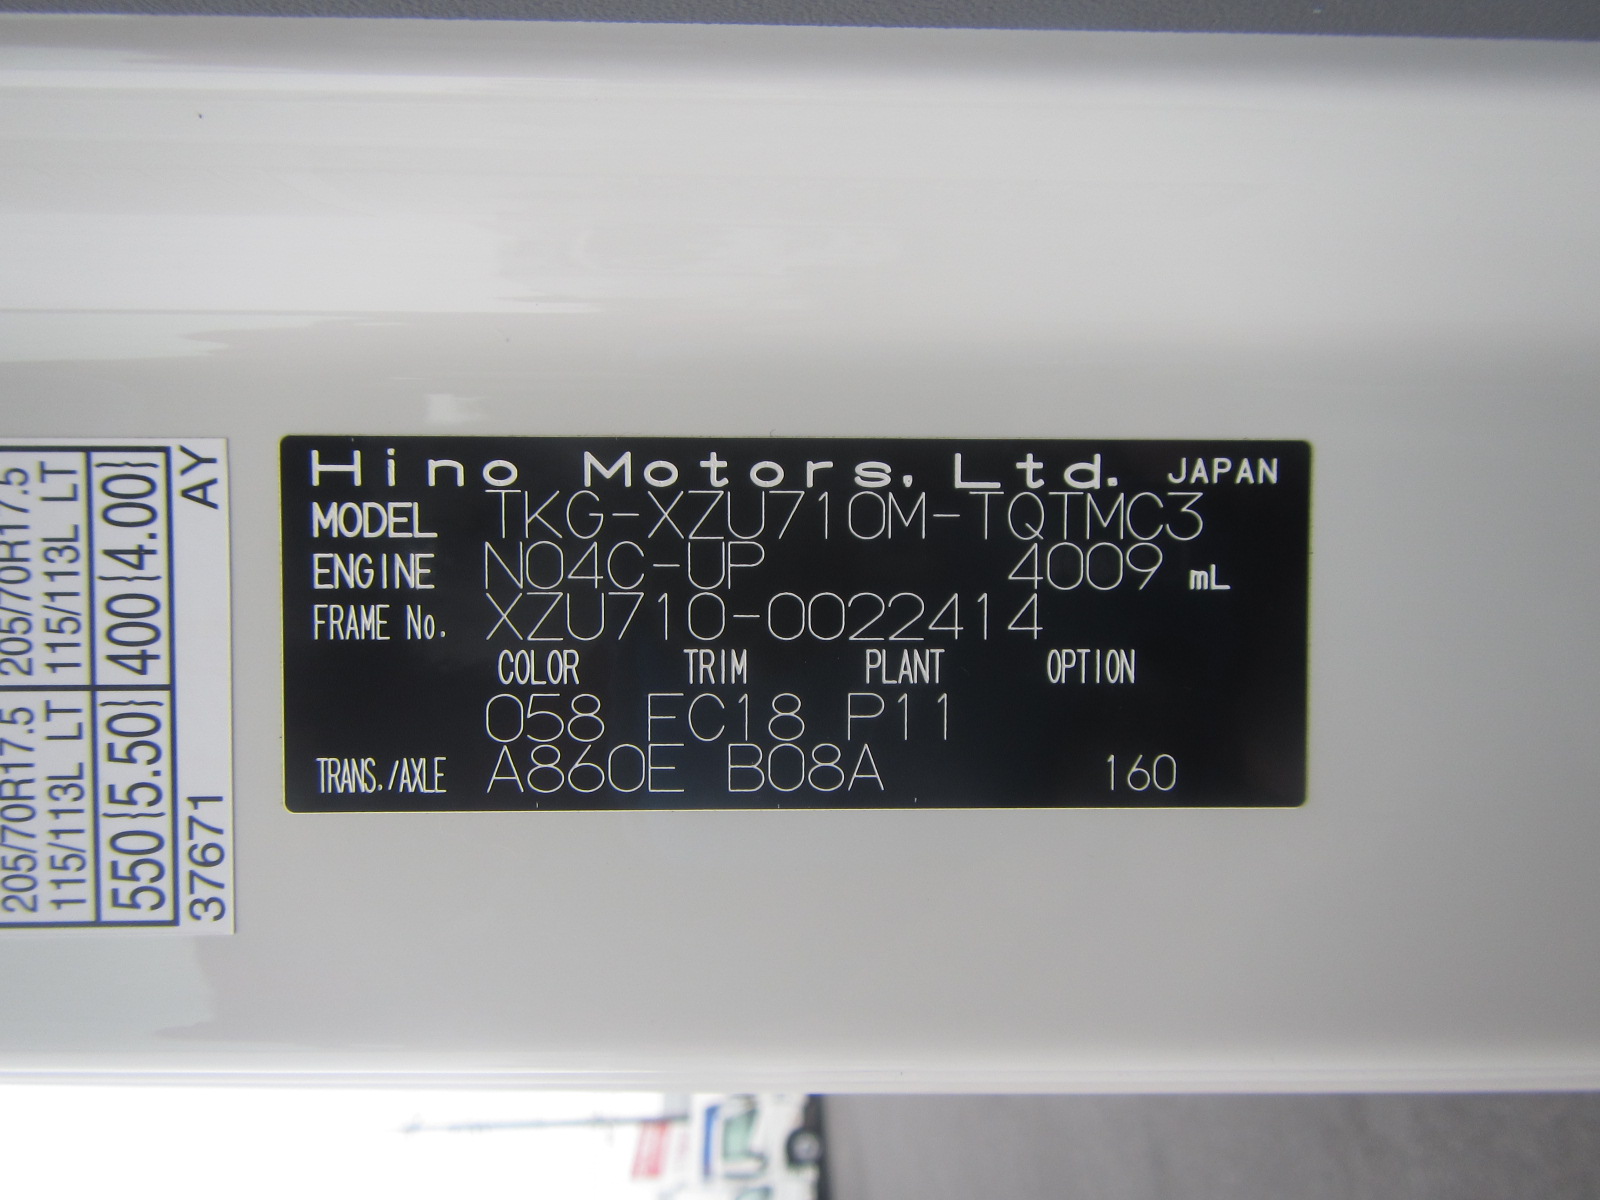 Hino Motors, Ltd. JAPAN
MODEL TKG-XZU710M-TQTMC3
ENGINE N04C-UP 4009 mL
FRAME No. XZU710-0022414
COLOR TRIM PLANT OPTION
058 FC18 P11
TRANS./AXLE A860E B08A 160
205/70R17.5 205/70R17.5
115/113L LT 115/113L LT
550{5.50} 400{4.00}
37671 AY